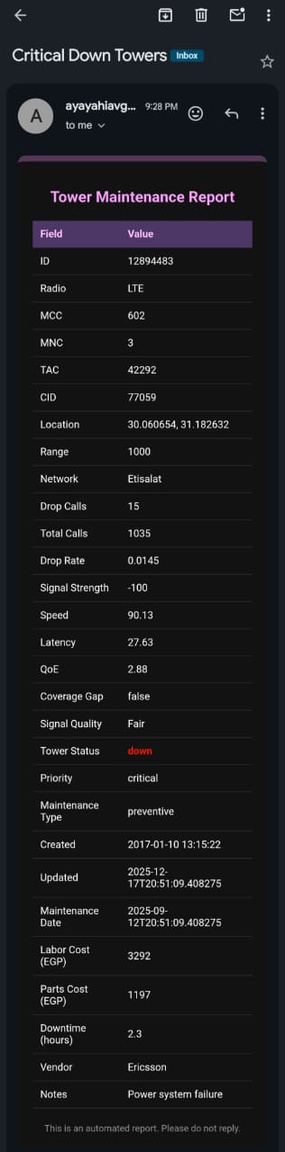 Critical Down Towers Inbox
A
ayayahiavg... 9:28 PM
to me
Tower Maintenance Report
Field Value
ID 12894483
Radio LTE
MCC 602
MNC 3
TAC 42292
CID 77059
Location 30.060654, 31.182632
Range 1000
Network Etisalat
Drop Calls 15
Total Calls 1035
Drop Rate 0.0145
Signal Strength -100
Speed 90.13
Latency 27.63
QoE 2.88
Coverage Gap false
Signal Quality Fair
Tower Status down
Priority critical
Maintenance
Type preventive
Created 2017-01-10 13:15:22
Updated 2025-12-
17T20:51:09.408275
Maintenance 2025-09-
Date 12T20:51:09.408275
Labor Cost
(EGP) 3292
Parts Cost
(EGP) 1197
Downtime
(hours) 2.3
Vendor Ericsson
Notes Power system failure
This is an automated report. Please do not reply.